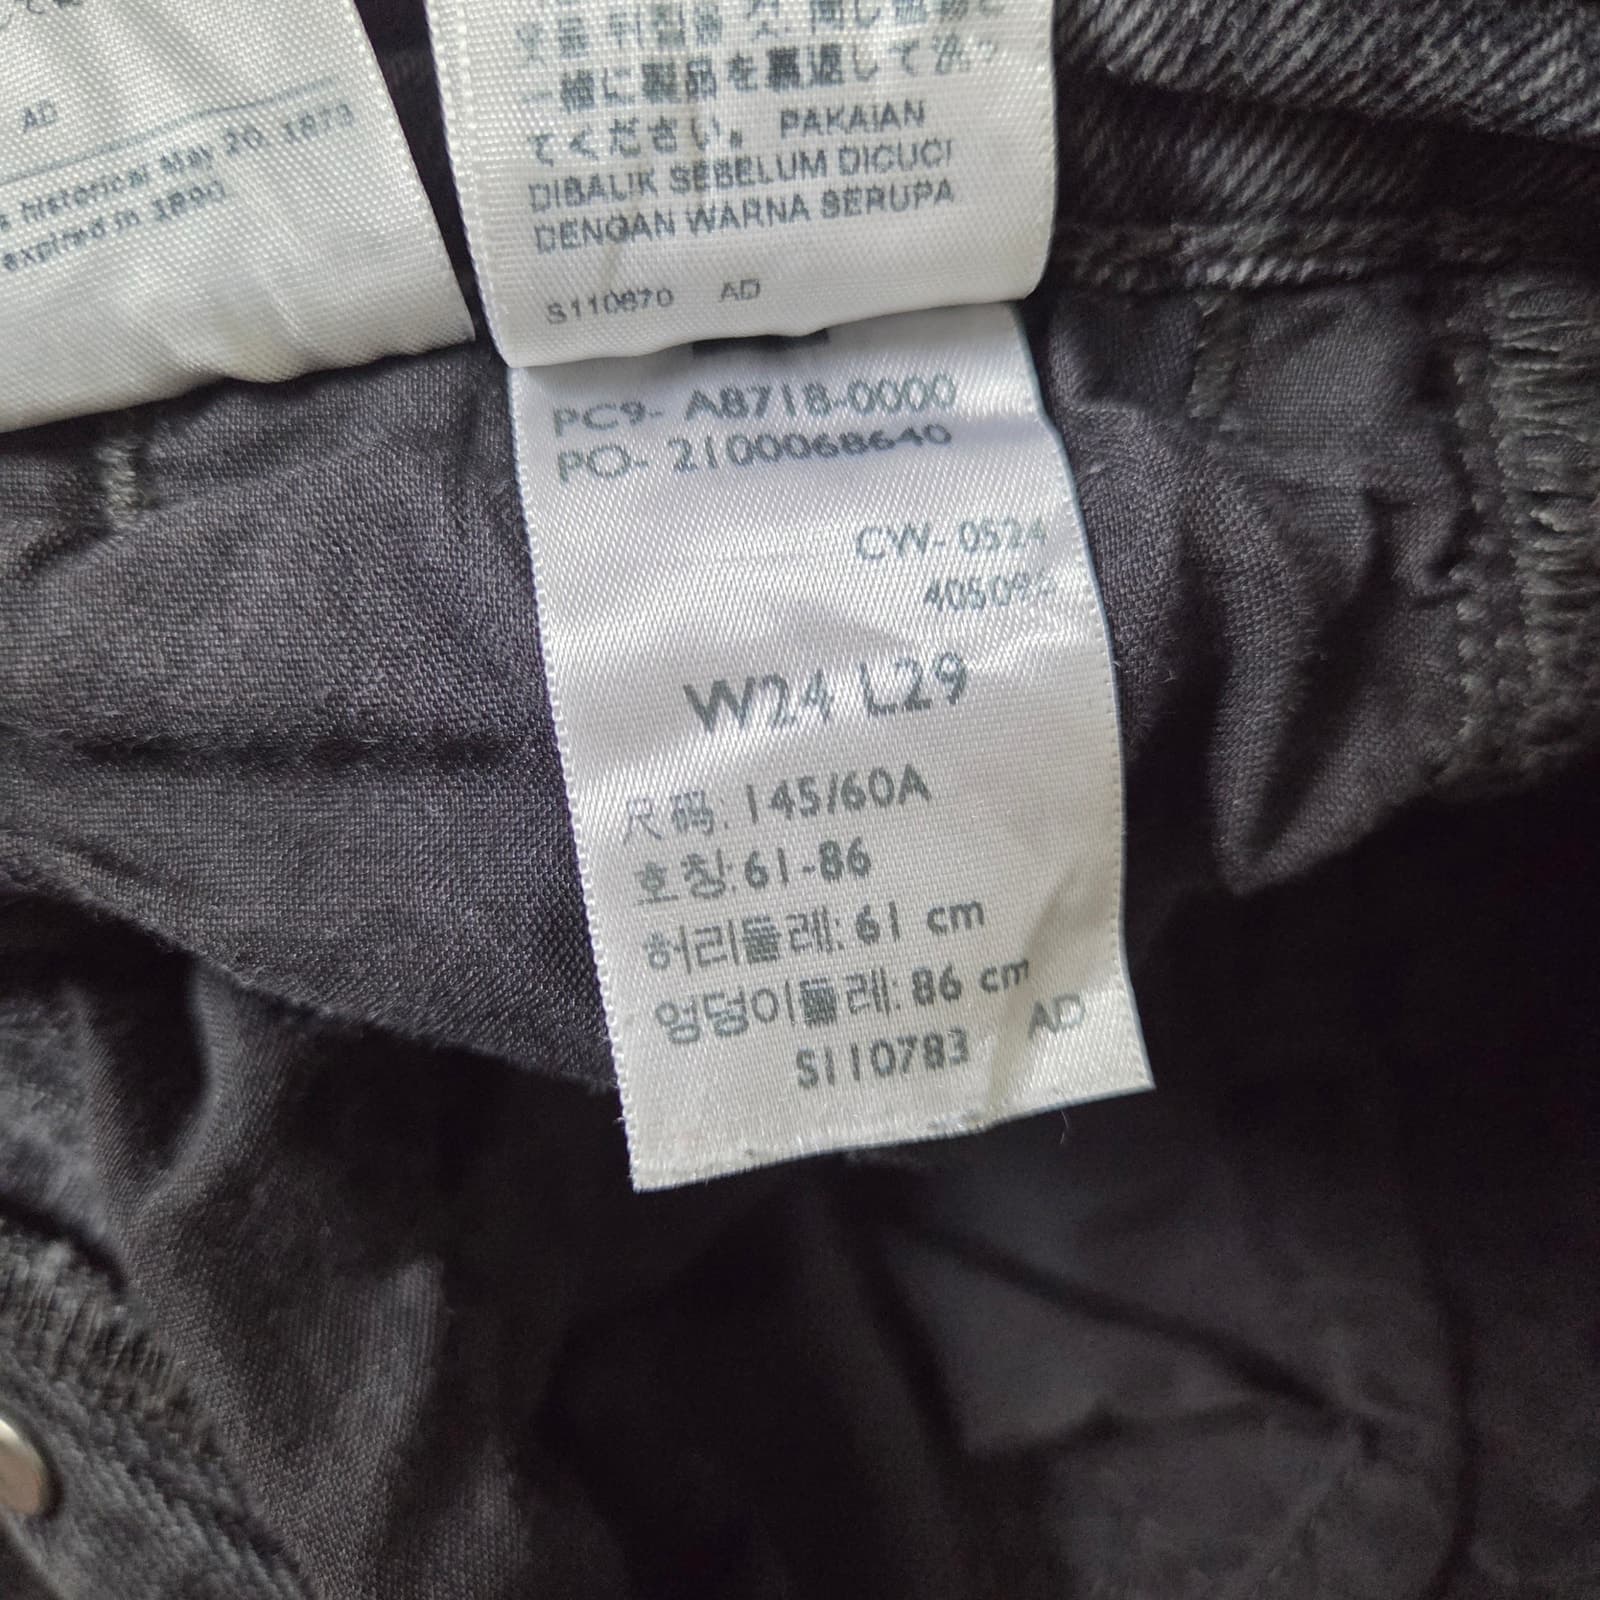 AD
historical May 20, 1873
expired in 1890
一緒に製品を裏返して洗っ
てください。 PAKAIAN
DIBALIK SEBELUM DICUCI
DENGAN WARNA SERUPA
S110870 AD
PC9- A8718-0000
PO- 2100068640
CW- 0524
W24 L29
尺码: 145/60A
호칭: 61-86
허리둘레: 61 cm
엉덩이둘레: 86 cm
S110783 AD